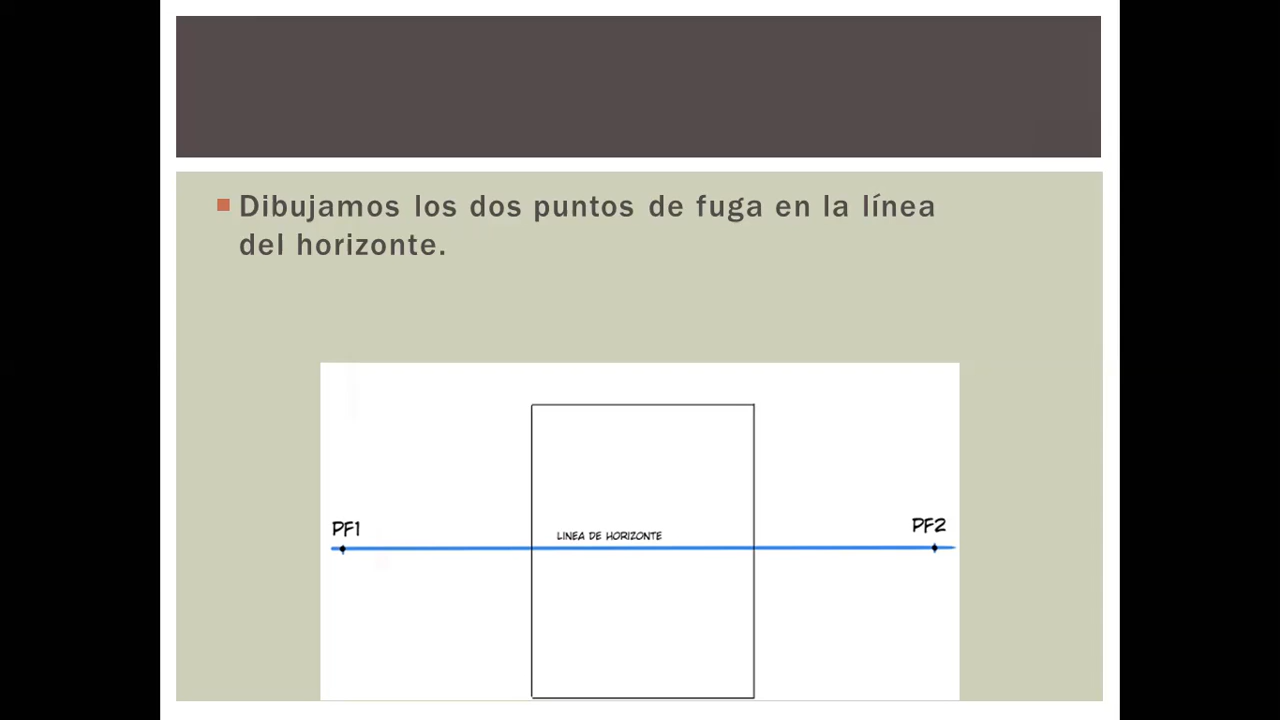 Dibujamos los dos puntos de fuga en la línea
del horizonte.
PF1
LINEA DE HORIZONTE
PF2